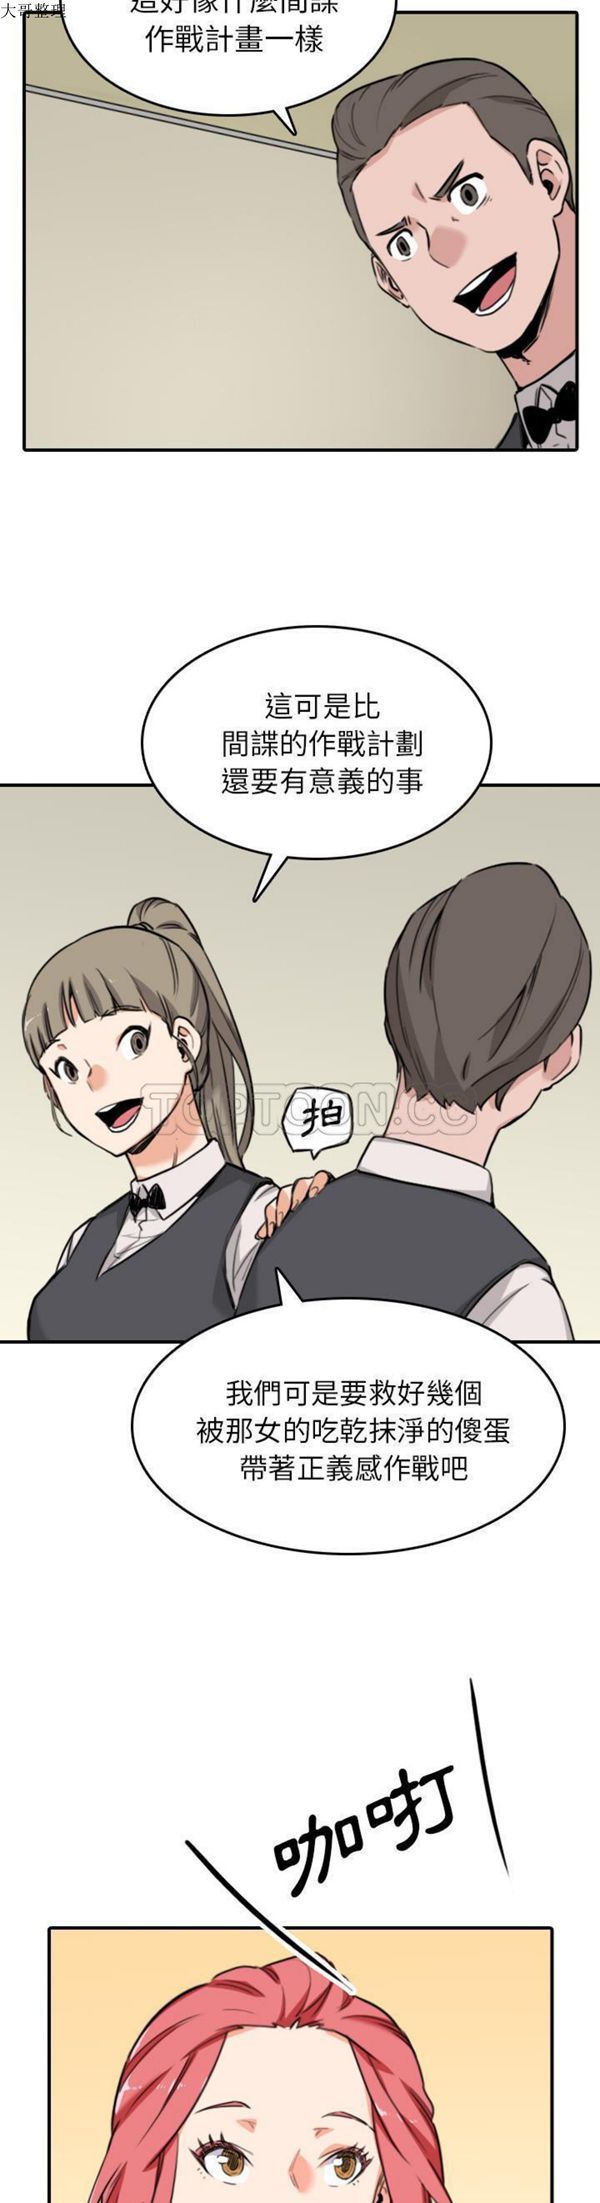 大哥整理
這好像什麼間諜
作戰計畫一樣
這可是比
間諜的作戰計劃
還要有意義的事
TOPTOON.CC
拍
我們可是要救好幾個
被那女的吃乾抹淨的傻蛋
帶著正義感作戰吧
咖啦